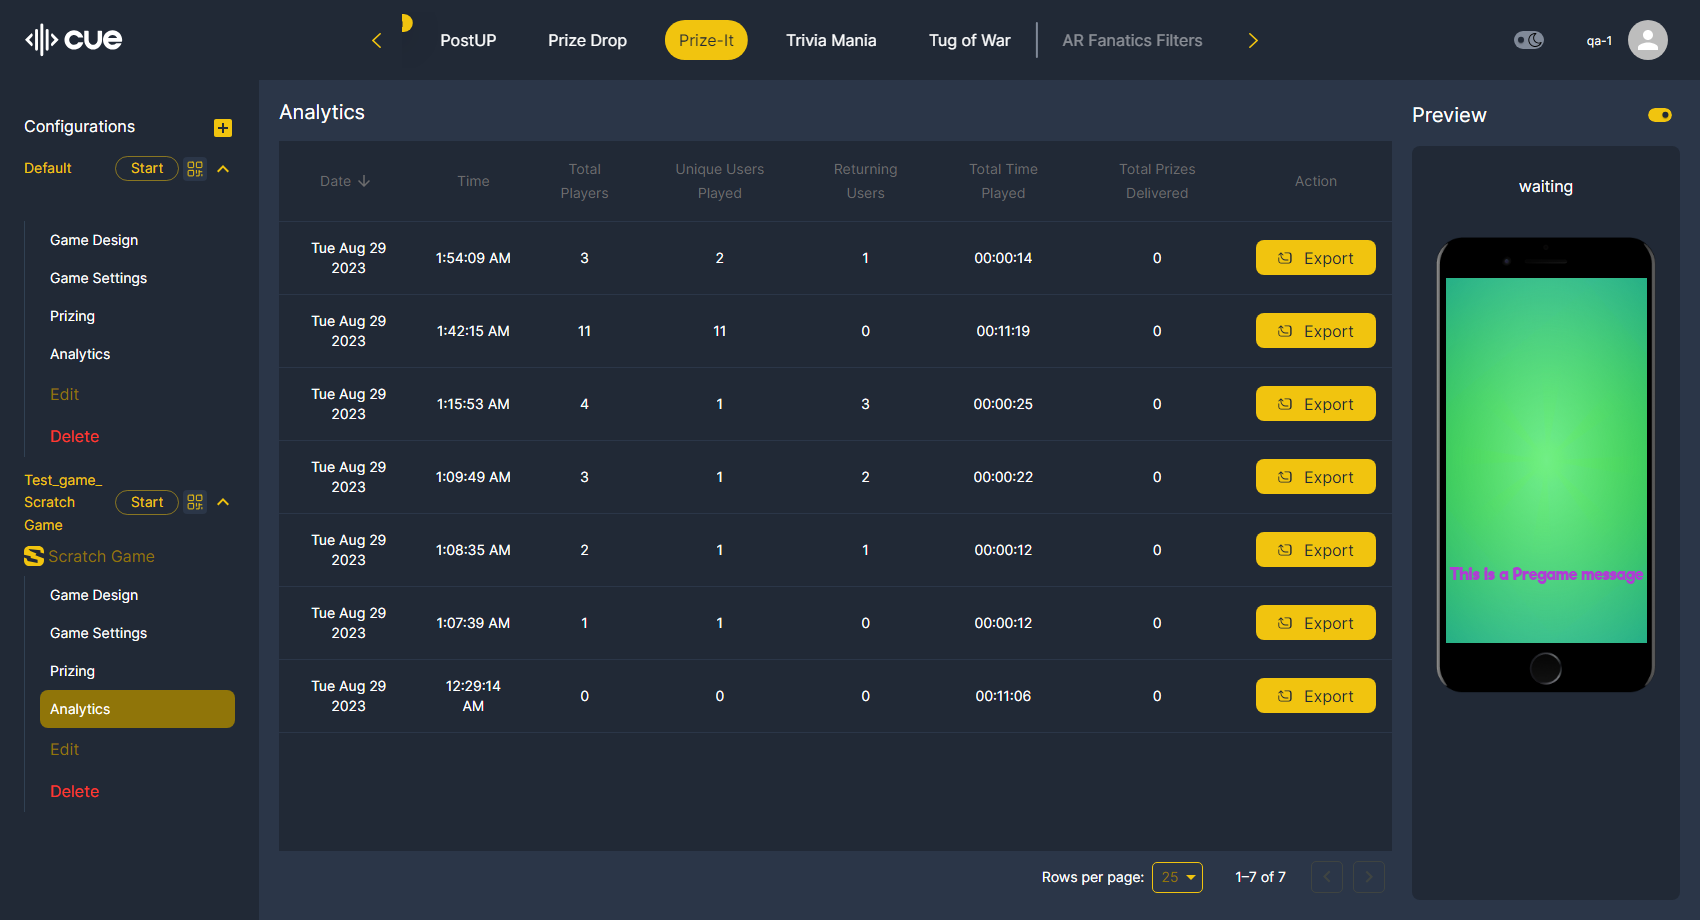 cue
PostUP
Prize Drop
Prize-It
Trivia Mania
Tug of War
AR Fanatics Filters
qa-1
Configurations
Default
Start
Game Design
Game Settings
Prizing
Analytics
Edit
Delete
Test_game_
Scratch
Game
Start
Scratch Game
Game Design
Game Settings
Prizing
Analytics
Edit
Delete
Analytics
Date
Time
Total
Players
Unique Users
Played
Returning
Users
Total Time
Played
Total Prizes
Delivered
Action
Tue Aug 29
2023
1:54:09 AM
3
2
1
00:00:14
0
Export
Tue Aug 29
2023
1:42:15 AM
11
11
0
00:11:19
0
Export
Tue Aug 29
2023
1:15:53 AM
4
1
3
00:00:25
0
Export
Tue Aug 29
2023
1:09:49 AM
3
1
2
00:00:22
0
Export
Tue Aug 29
2023
1:08:35 AM
2
1
1
00:00:12
0
Export
Tue Aug 29
2023
1:07:39 AM
1
1
0
00:00:12
0
Export
Tue Aug 29
2023
12:29:14
AM
0
0
0
00:11:06
0
Export
Rows per page:
25
1–7 of 7
Preview
waiting
This is a Pregame message